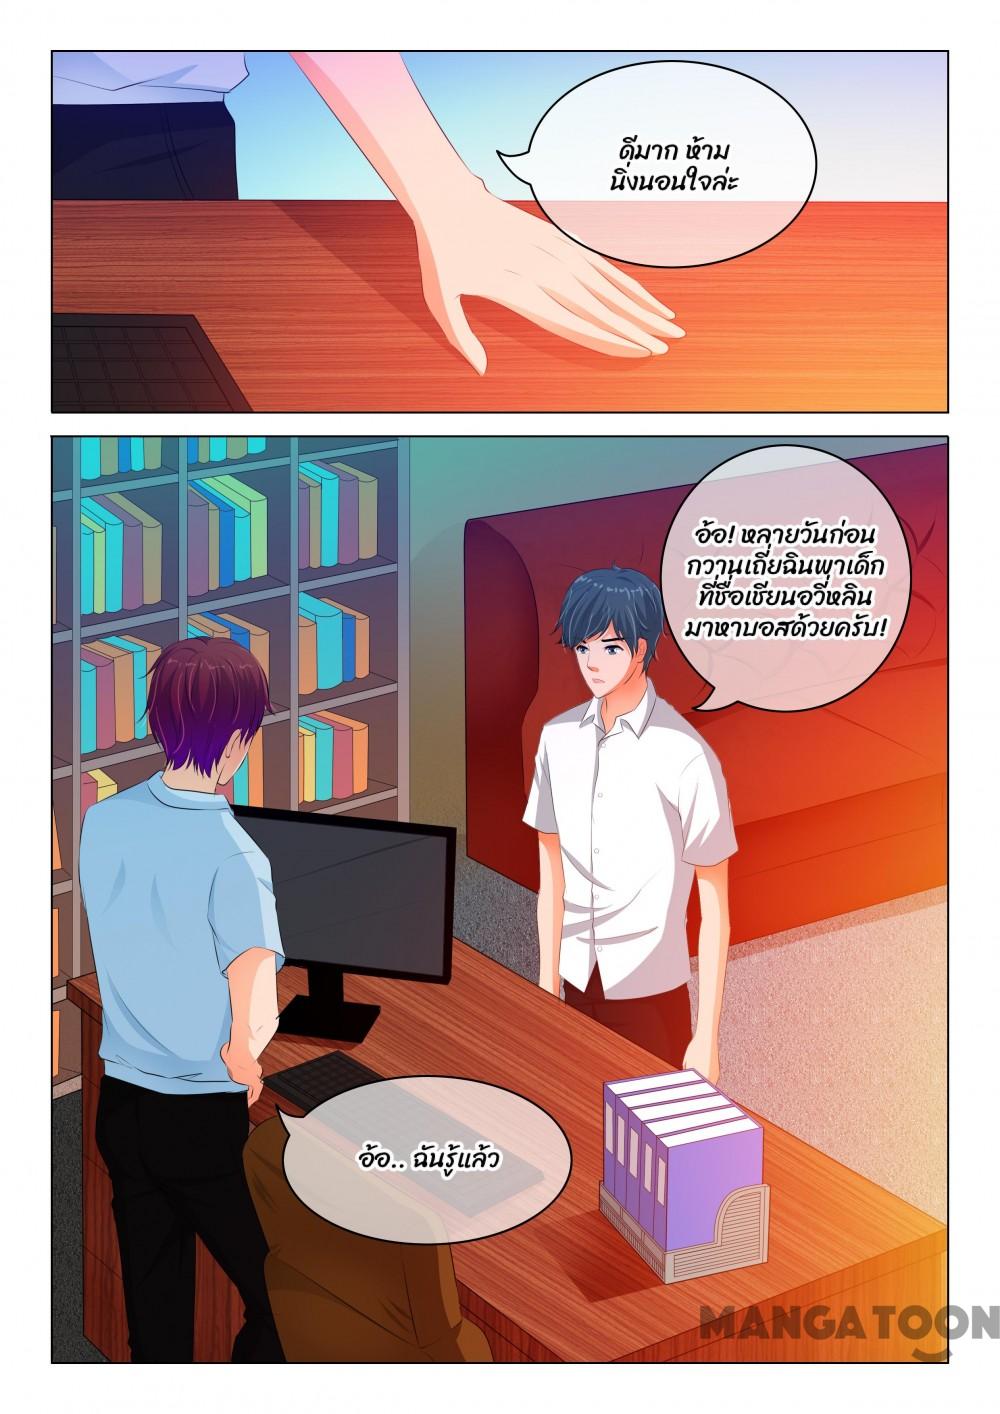 ดีมาก ห้าม
นิ่งนอนใจล่ะ
อ้อ! หลายวันก่อน
กวานเถี่ยฉินพาเด็ก
ที่ชื่อเชียนอวี่หลิน
มาหาบอสด้วยครับ!
อ้อ.. ฉันรู้แล้ว
MANGATOON